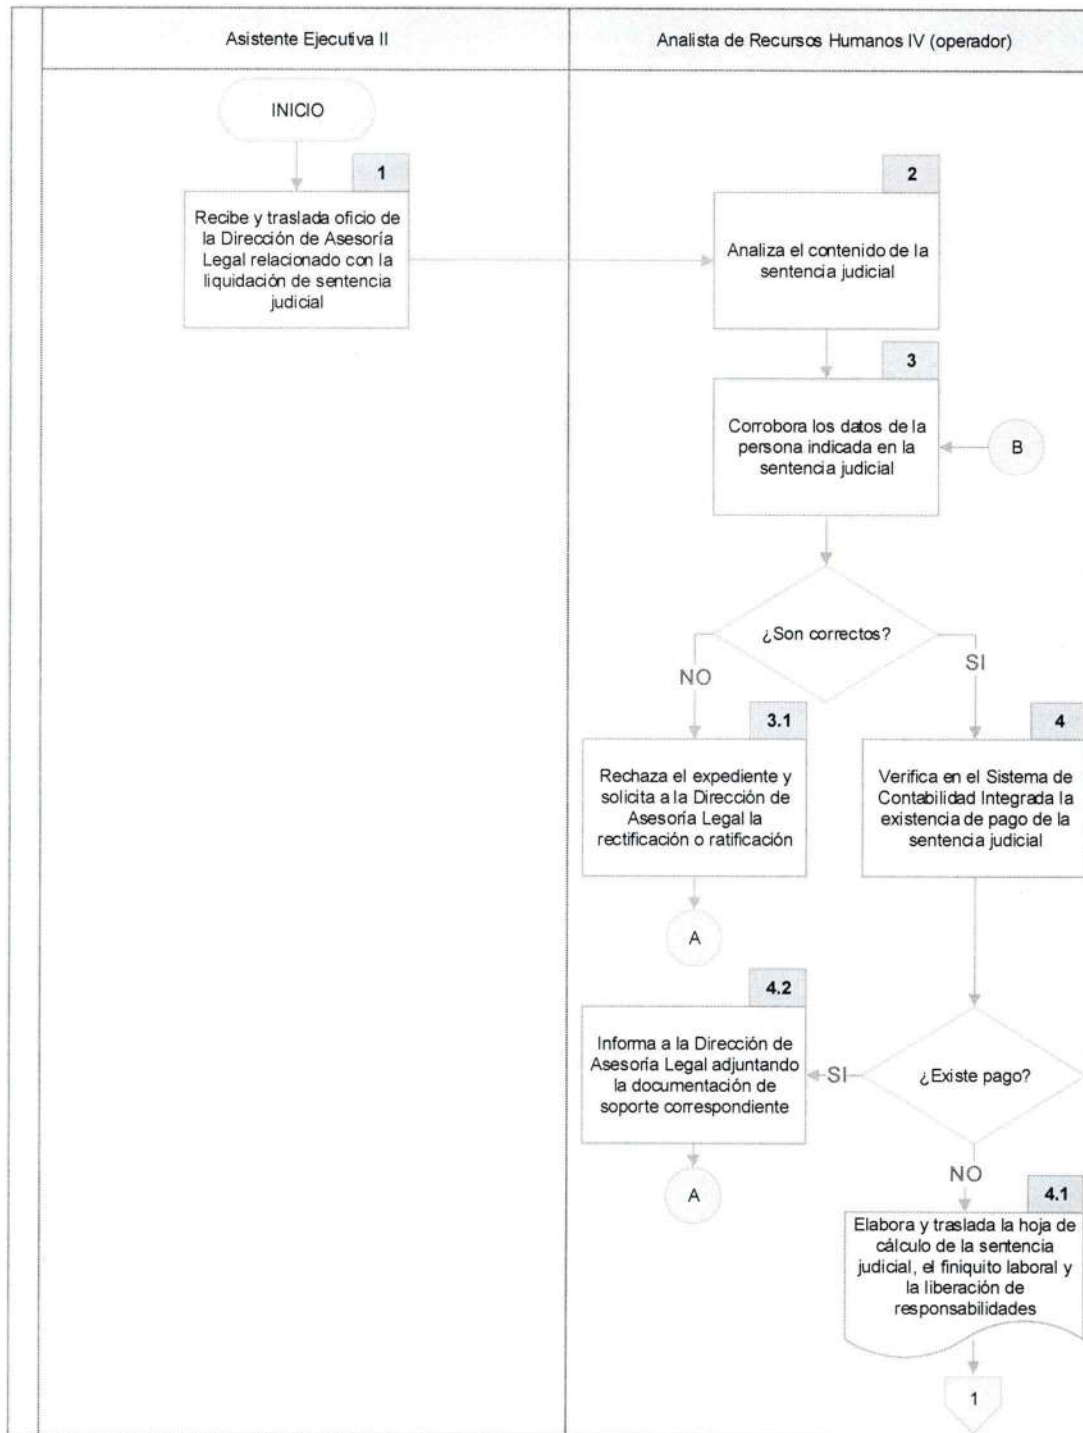 Asistente Ejecutiva II
Analista de Recursos Humanos IV (operador)
INICIO
1
Recibe y traslada oficio de
la Dirección de Asesoría
Legal relacionado con la
liquidación de sentencia
judicial
2
Analiza el contenido de la
sentencia judicial
3
Corrobora los datos de la
persona indicada en la
sentencia judicial
B
¿Son correctos?
NO
SI
3.1
Rechaza el expediente y
solicita a la Dirección de
Asesoría Legal la
rectificación o ratificación
A
4
Verifica en el Sistema de
Contabilidad Integrada la
existencia de pago de la
sentencia judicial
4.2
Informa a la Dirección de
Asesoría Legal adjuntando
la documentación de
soporte correspondiente
A
SI
¿Existe pago?
NO
4.1
Elabora y traslada la hoja de
cálculo de la sentencia
judicial, el finiquito laboral y
la liberación de
responsabilidades
1